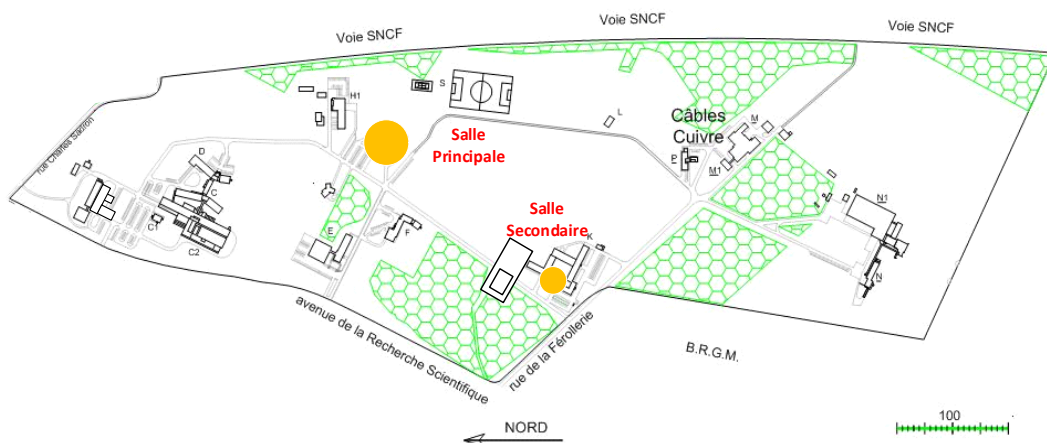 Voie SNCF
Voie SNCF
Voie SNCF
rue Charles Sadron
H1
S
L
Câbles
Cuivre
M
P
M1
Salle
Principale
D
C
C1
C2
E
F
Salle
Secondaire
K
N1
N
avenue de la Recherche Scientifique
rue de la Férollerie
B.R.G.M.
NORD
100